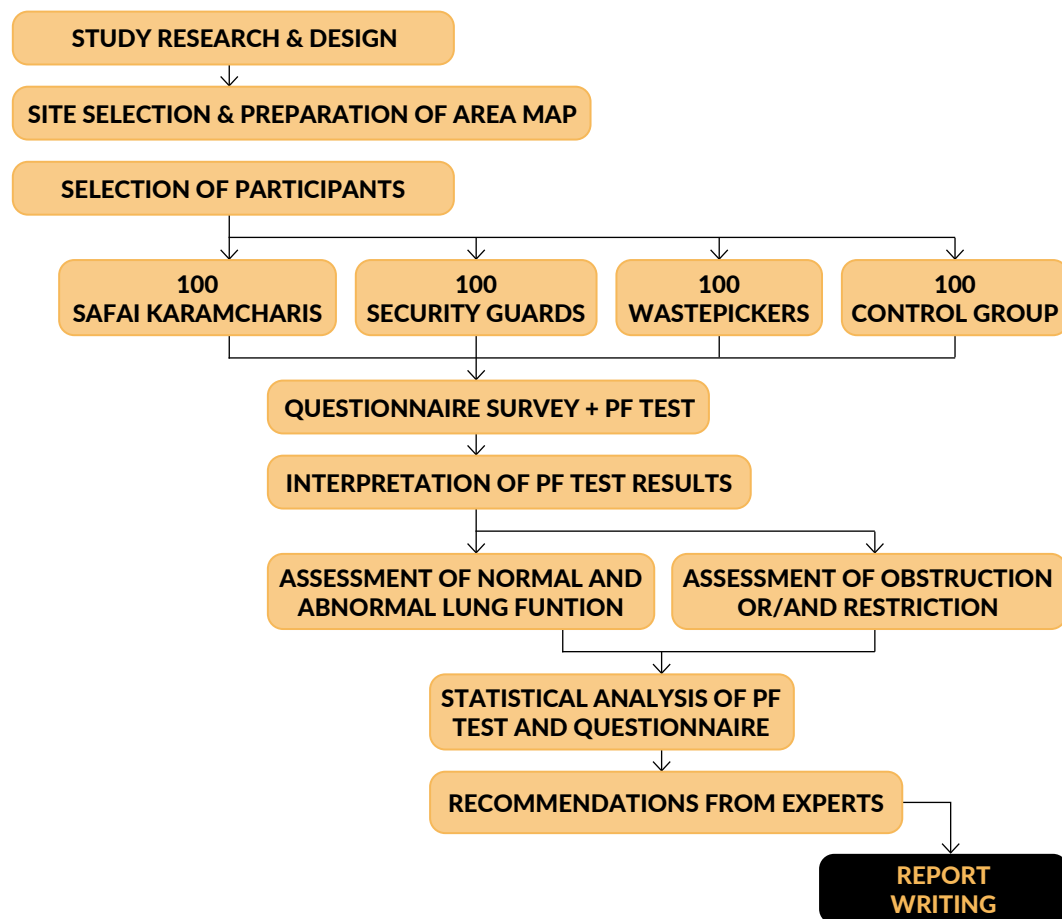 STUDY RESEARCH & DESIGN
SITE SELECTION & PREPARATION OF AREA MAP
SELECTION OF PARTICIPANTS
100
SAFAI KARAMCHARIS
100
SECURITY GUARDS
100
WASTEPICKERS
100
CONTROL GROUP
QUESTIONNAIRE SURVEY + PF TEST
INTERPRETATION OF PF TEST RESULTS
ASSESSMENT OF NORMAL AND
ABNORMAL LUNG FUNTION
ASSESSMENT OF OBSTRUCTION
OR/AND RESTRICTION
STATISTICAL ANALYSIS OF PF
TEST AND QUESTIONNAIRE
RECOMMENDATIONS FROM EXPERTS
REPORT
WRITING